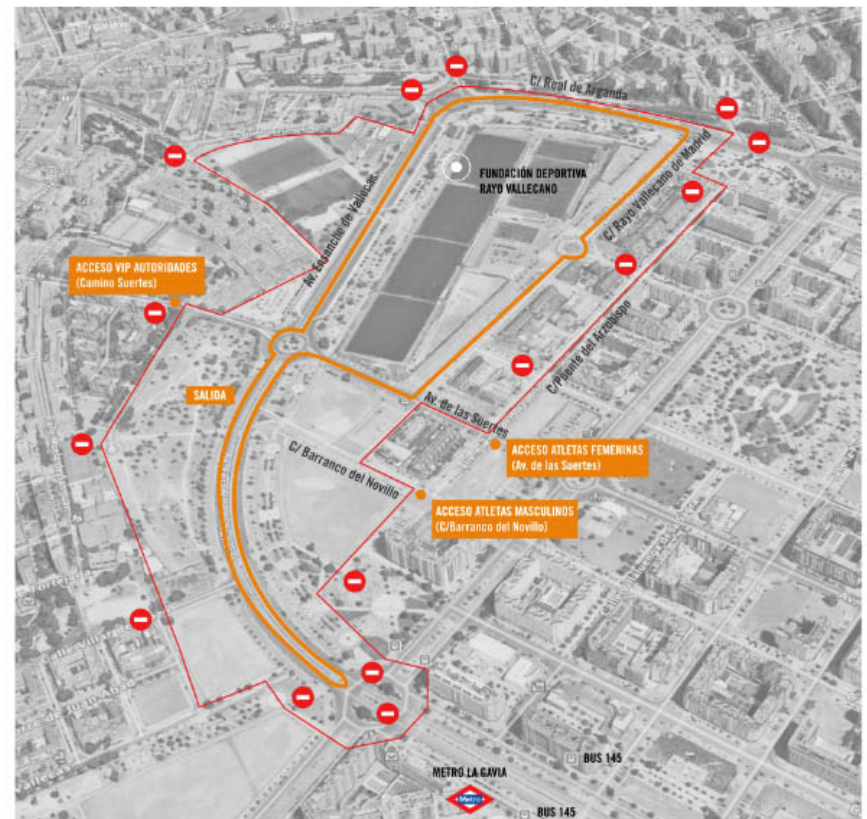 C/ Real de Arganda
FUNDACIÓN DEPORTIVA
RAYO VALLECANO
C/ Rayo Vallecano de Madrid
Av. Ensanche de Vallecas
ACCESO VIP AUTORIDADES
(Camino Suertes)
C/Puente del Arzobispo
SALIDA
Av. de las Suertes
C/ Barranco del Novillo
ACCESO ATLETAS FEMENINAS
(Av. de las Suertes)
ACCESO ATLETAS MASCULINOS
(C/Barranco del Novillo)
BUS 145
METRO LA GAVIA
Metro
BUS 145